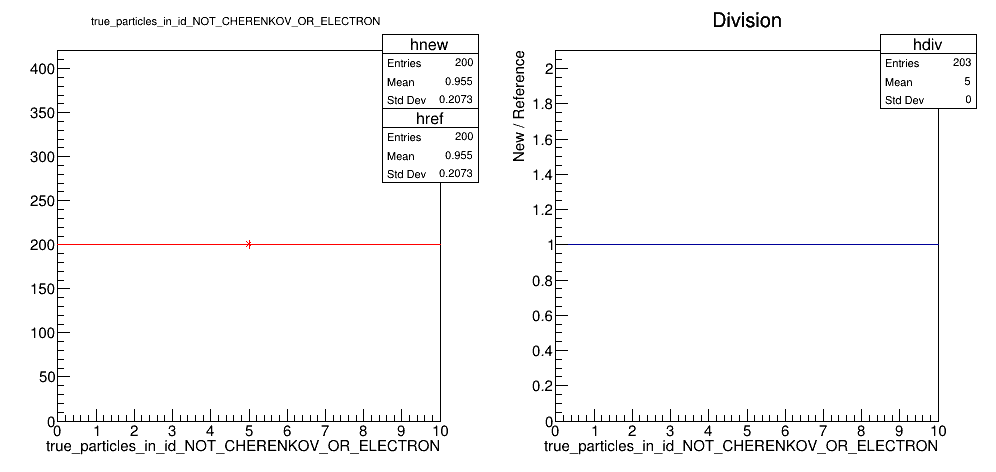 true_particles_in_id_NOT_CHERENKOV_OR_ELECTRON
hnew
Entries 200
Mean 0.955
Std Dev 0.2073
href
Entries 200
Mean 0.955
Std Dev 0.2073
400
350
300
250
200
150
100
50
0
0 1 2 3 4 5 6 7 8 9 10
true_particles_in_id_NOT_CHERENKOV_OR_ELECTRON
Division
hdiv
Entries 203
Mean 5
Std Dev 0
New / Reference
2
1.8
1.6
1.4
1.2
1
0.8
0.6
0.4
0.2
0
0 1 2 3 4 5 6 7 8 9 10
true_particles_in_id_NOT_CHERENKOV_OR_ELECTRON